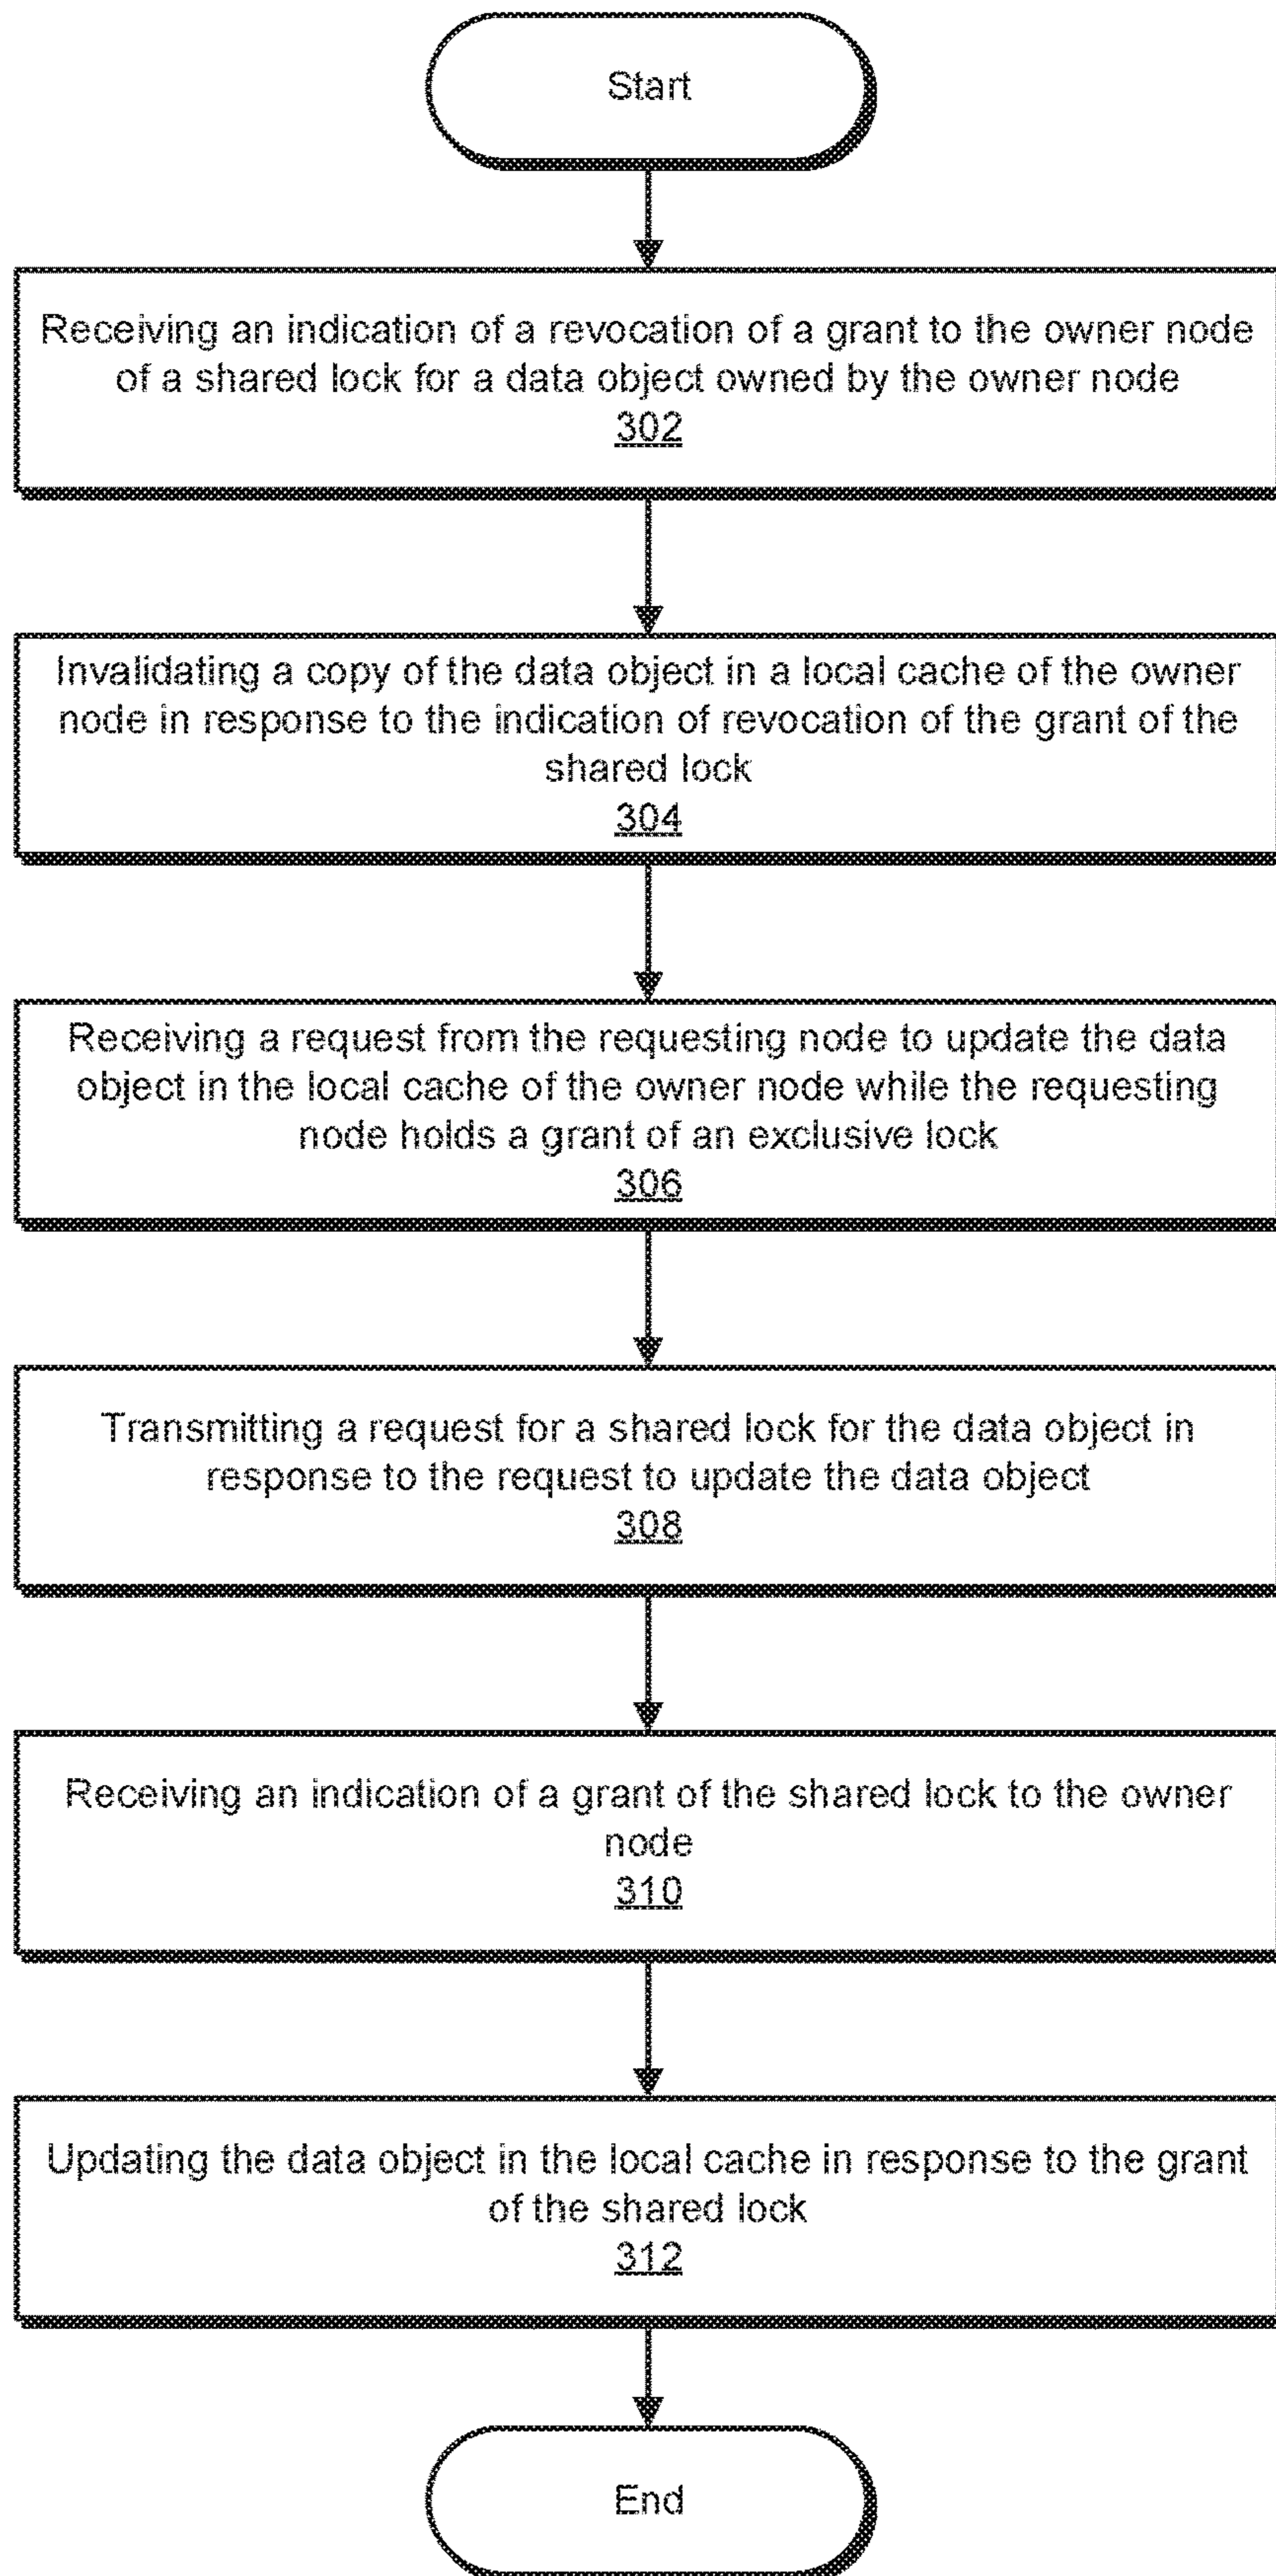 Start
Receiving an indication of a revocation of a grant to the owner node
of a shared lock for a data object owned by the owner node
302
Invalidating a copy of the data object in a local cache of the owner
node in response to the indication of revocation of the grant of the
shared lock
304
Receiving a request from the requesting node to update the data
object in the local cache of the owner node while the requesting
node holds a grant of an exclusive lock
306
Transmitting a request for a shared lock for the data object in
response to the request to update the data object
308
Receiving an indication of a grant of the shared lock to the owner
node
310
Updating the data object in the local cache in response to the grant
of the shared lock
312
End